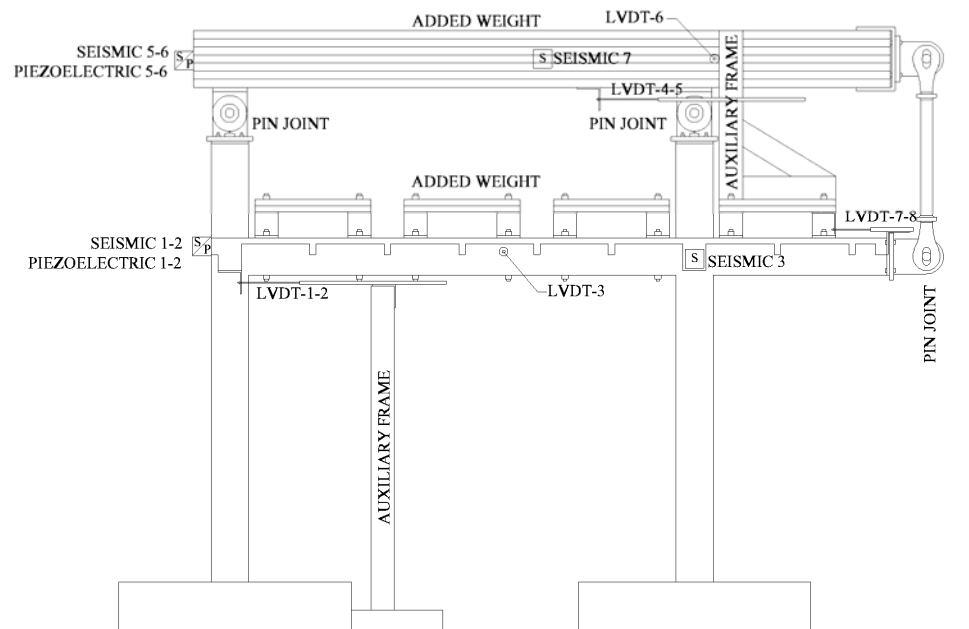 ADDED WEIGHT
LVDT-6
SEISMIC 5-6
S
P
PIEZOELECTRIC 5-6
S
SEISMIC 7
LVDT-4-5
PIN JOINT
PIN JOINT
AUXILIARY FRAME
ADDED WEIGHT
LVDT-7-8
SEISMIC 1-2
S
P
PIEZOELECTRIC 1-2
S
SEISMIC 3
LVDT-1-2
LVDT-3
PIN JOINT
AUXILIARY FRAME